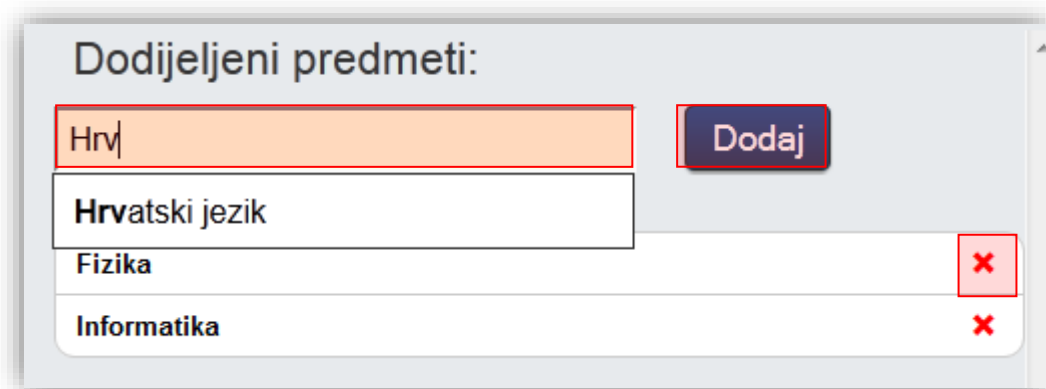 Dodijeljeni predmeti:
Hrv Dodaj
Hrvatski jezik
Fizika
Informatika